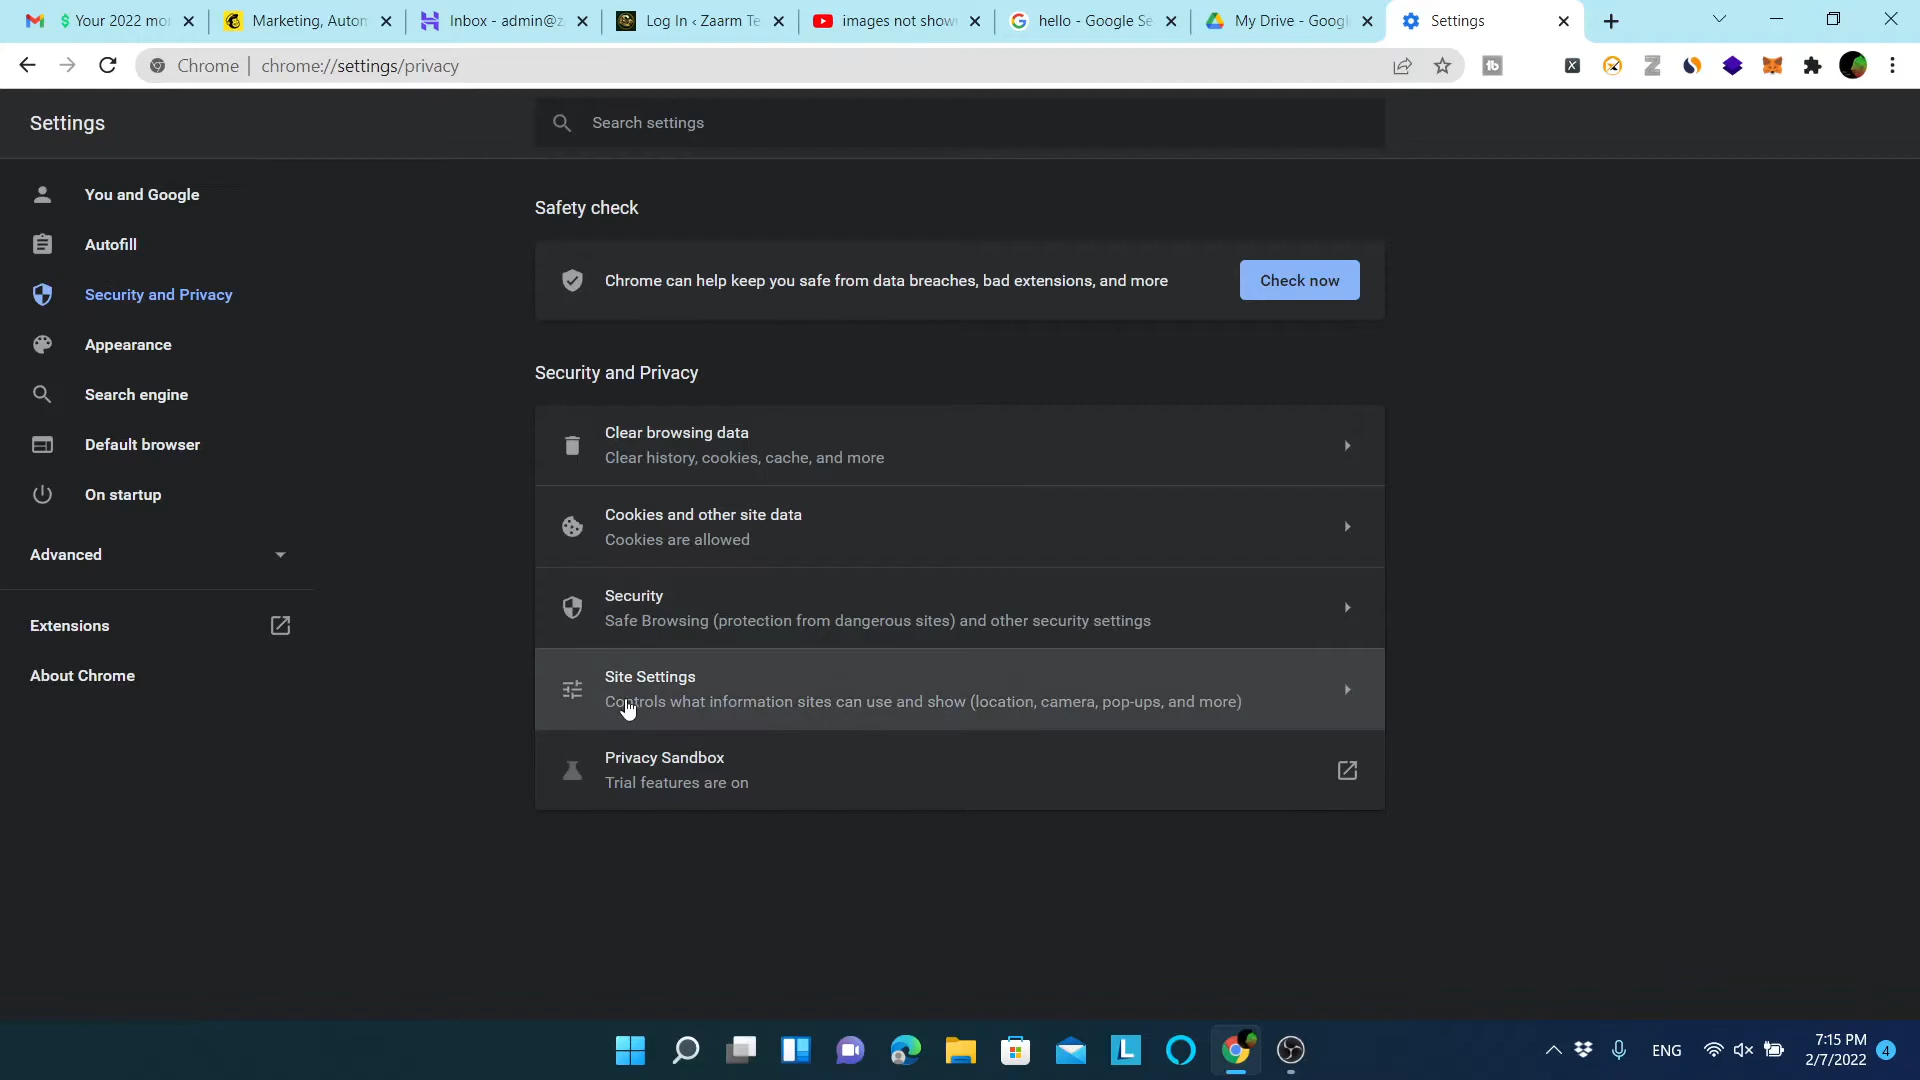 $ Your 2022 mo
Marketing, Autom
Inbox - admin@z
Log In ‹ Zaarm Te
images not show
hello - Google Se
My Drive - Googl
Settings
Chrome | chrome://settings/privacy
Settings
Search settings
You and Google
Autofill
Security and Privacy
Appearance
Search engine
Default browser
On startup
Advanced
Extensions
About Chrome
Safety check
Chrome can help keep you safe from data breaches, bad extensions, and more
Check now
Security and Privacy
Clear browsing data
Clear history, cookies, cache, and more
Cookies and other site data
Cookies are allowed
Security
Safe Browsing (protection from dangerous sites) and other security settings
Site Settings
Controls what information sites can use and show (location, camera, pop-ups, and more)
Privacy Sandbox
Trial features are on
ENG
7:15 PM
2/7/2022
4